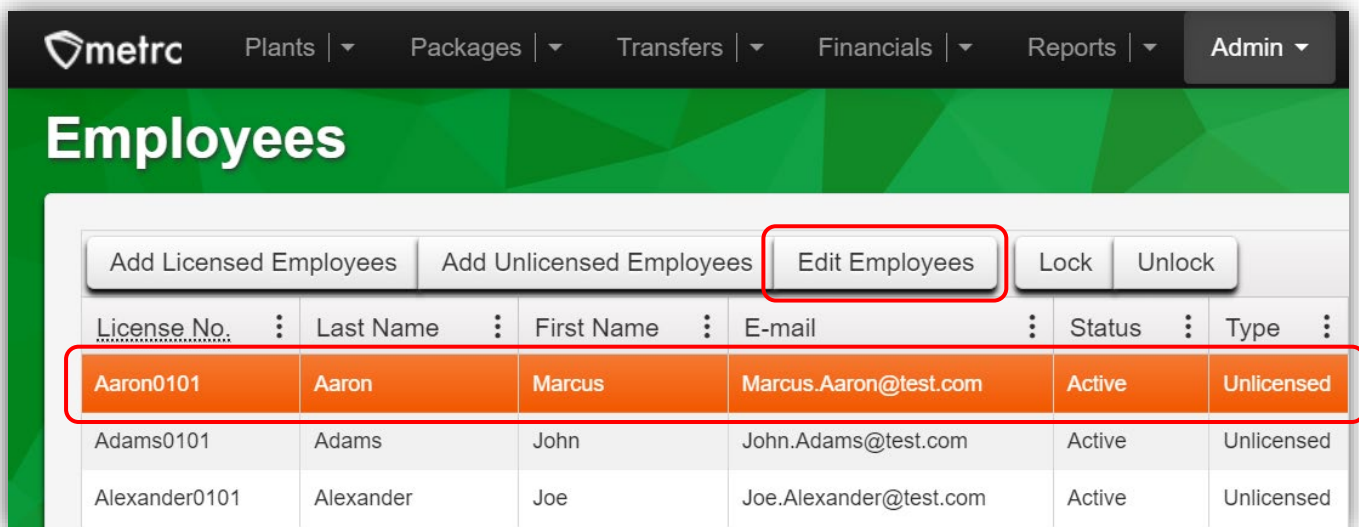 metrc Plants Packages Transfers Financials Reports Admin
Employees
Add Licensed Employees Add Unlicensed Employees Edit Employees Lock Unlock
License No. Last Name First Name E-mail Status Type
Aaron0101 Aaron Marcus Marcus.Aaron@test.com Active Unlicensed
Adams0101 Adams John John.Adams@test.com Active Unlicensed
Alexander0101 Alexander Joe Joe.Alexander@test.com Active Unlicensed